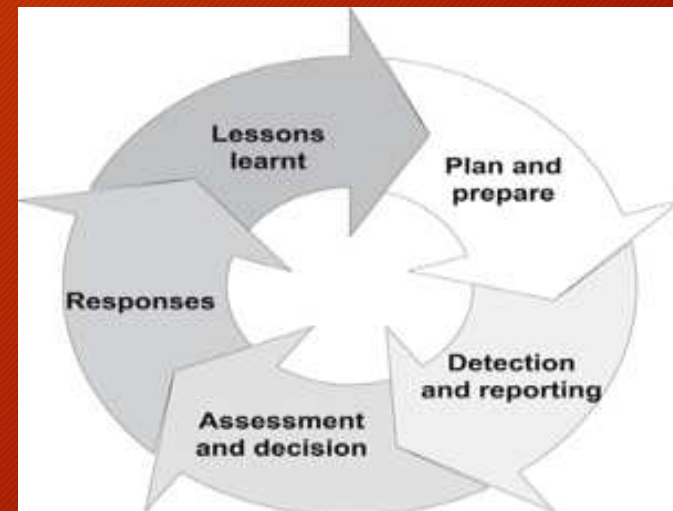 Lessons
learnt
Plan and
prepare
Detection
and reporting
Assessment
and decision
Responses